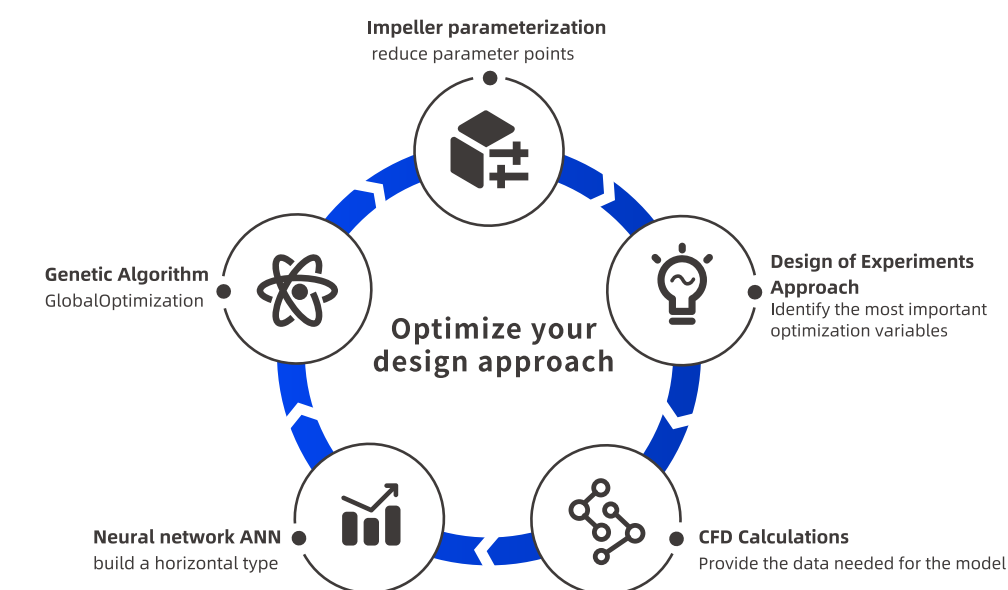 Impeller parameterization
reduce parameter points
Genetic Algorithm
GlobalOptimization
Design of Experiments
Approach
Identify the most important
optimization variables
Optimize your
design approach
Neural network ANN
build a horizontal type
CFD Calculations
Provide the data needed for the model